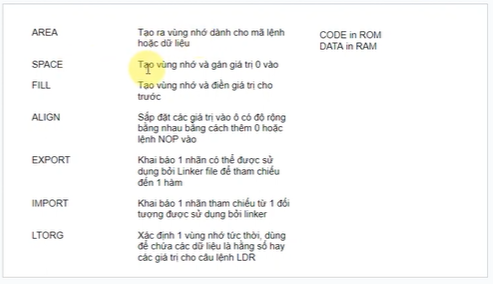 AREA
Tạo ra vùng nhớ dành cho mã lệnh
hoặc dữ liệu
CODE in ROM
DATA in RAM
SPACE
Tạo vùng nhớ và gán giá trị 0 vào
FILL
Tạo vùng nhớ và điền giá trị cho
trước
ALIGN
Sắp đặt các giá trị vào ô có độ rộng
bằng nhau bằng cách thêm 0 hoặc
lệnh NOP vào
EXPORT
Khai báo 1 nhãn có thể được sử
dụng bởi Linker file để tham chiếu
đến 1 hàm
IMPORT
Khai báo 1 nhãn tham chiếu từ 1 đối
tượng được sử dụng bởi linker
LTORG
Xác định 1 vùng nhớ tức thời, dùng
để chứa các dữ liệu là hằng số hay
các giá trị cho câu lệnh LDR